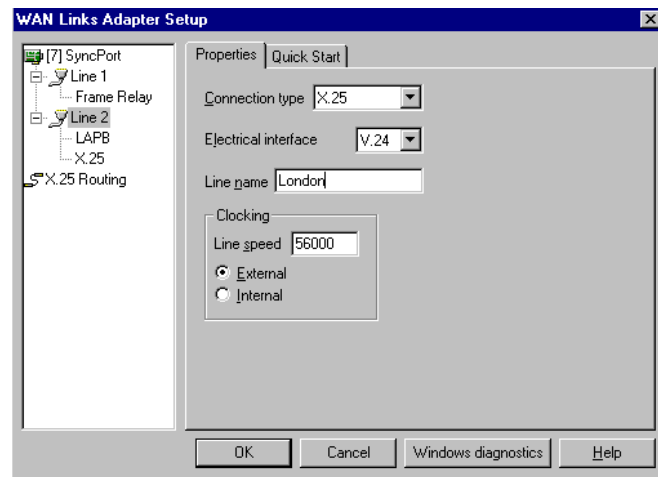 WAN Links Adapter Setup
[7] SyncPort
Line 1
Frame Relay
Line 2
LAPB
X.25
X.25 Routing
Properties
Quick Start
Connection type X.25
Electrical interface V.24
Line name London
Clocking
Line speed 56000
External
Internal
OK
Cancel
Windows diagnostics
Help